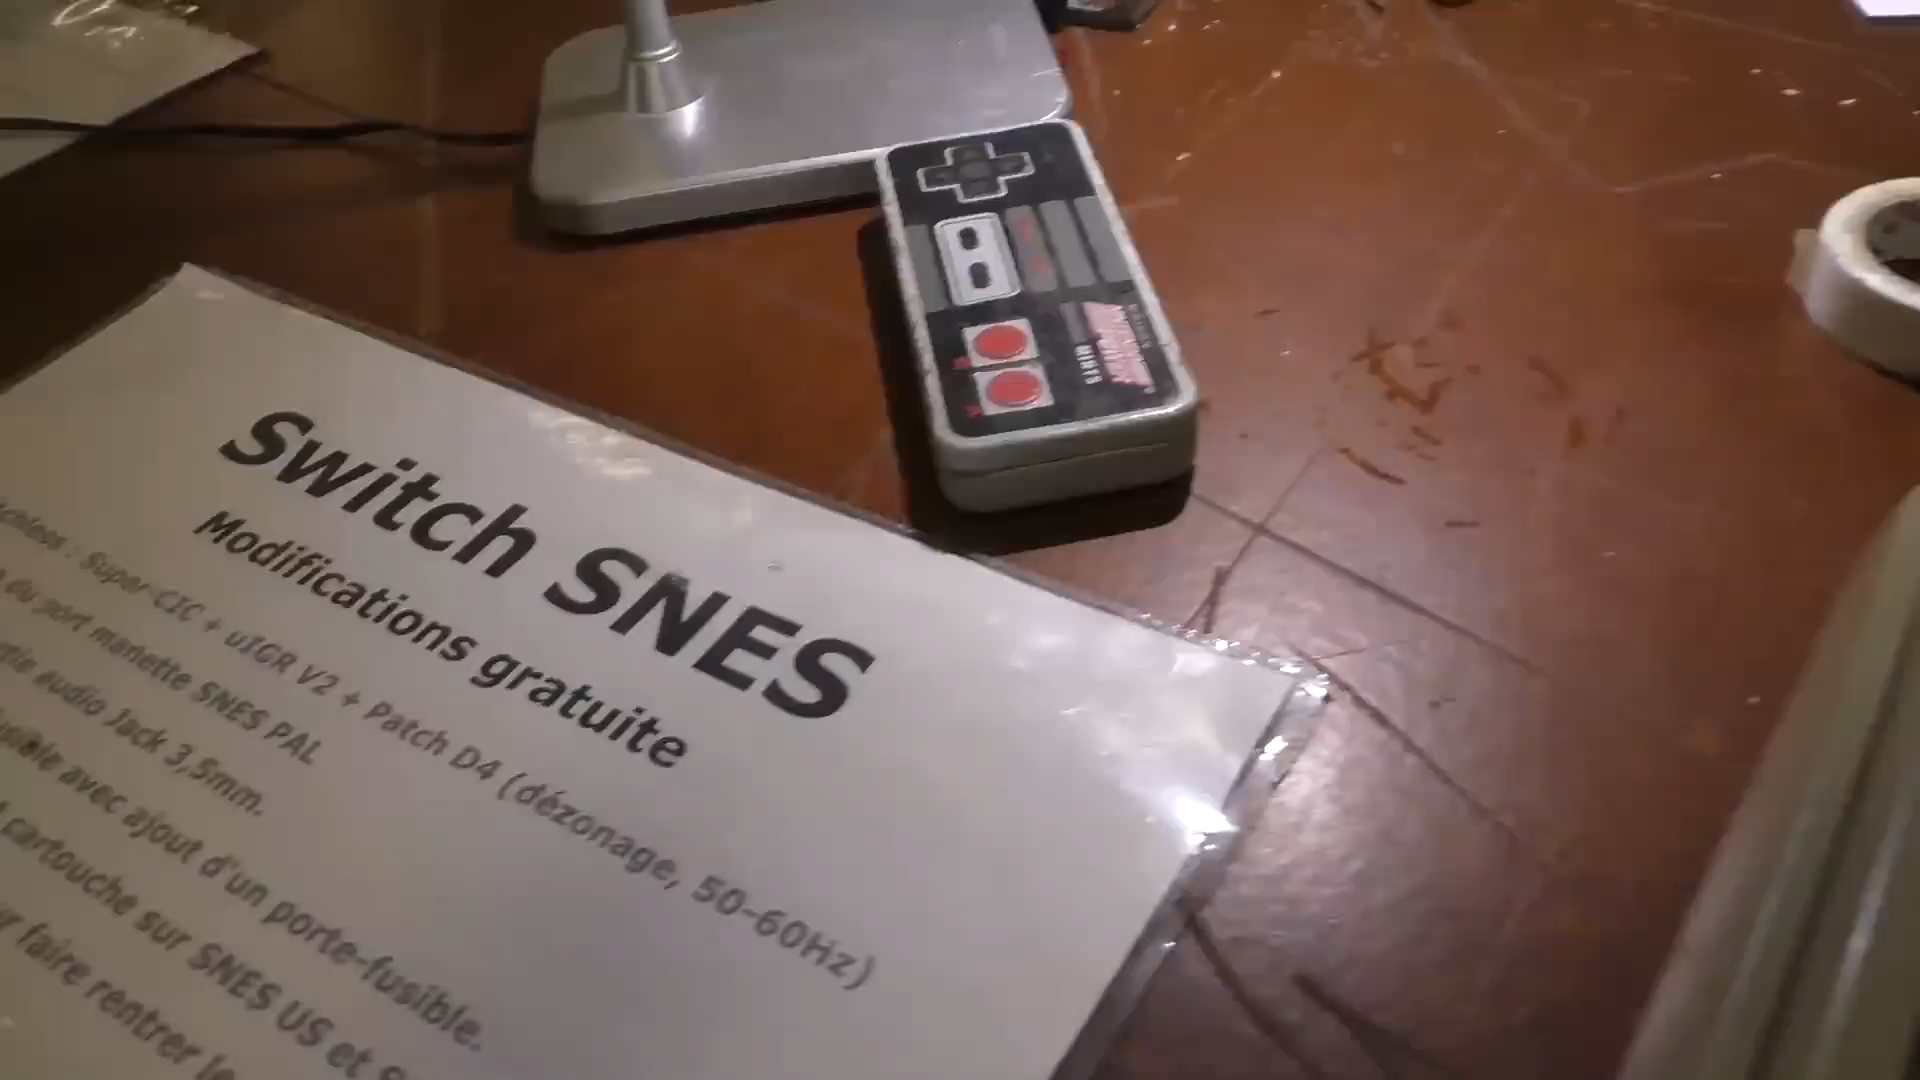 Switch SNES
Modifications gratuite
: Super-CIC + uIGR V2 + Patch D4 (dézonage, 50-60Hz)
du port manette SNES PAL
audio Jack 3,5mm.
avec ajout d'un porte-fusible.
cartouche sur SNES US et
faire rentrer
MINTS